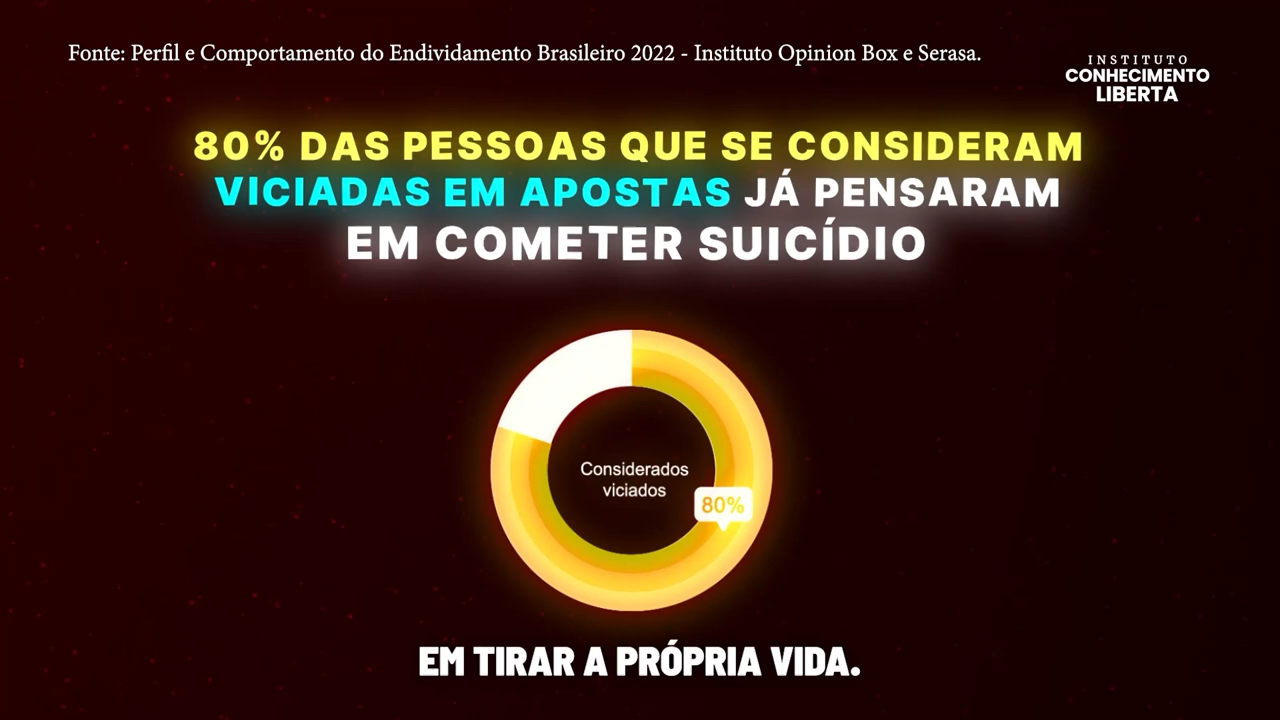 Fonte: Perfil e Comportamento do Endividamento Brasileiro 2022 - Instituto Opinion Box e Serasa.
INSTITUTO
CONHECIMENTO
LIBERTA
80% DAS PESSOAS QUE SE CONSIDERAM
VICIADAS EM APOSTAS JÁ PENSARAM
EM COMETER SUICÍDIO
Considerados
viciados
80%
EM TIRAR A PRÓPRIA VIDA.